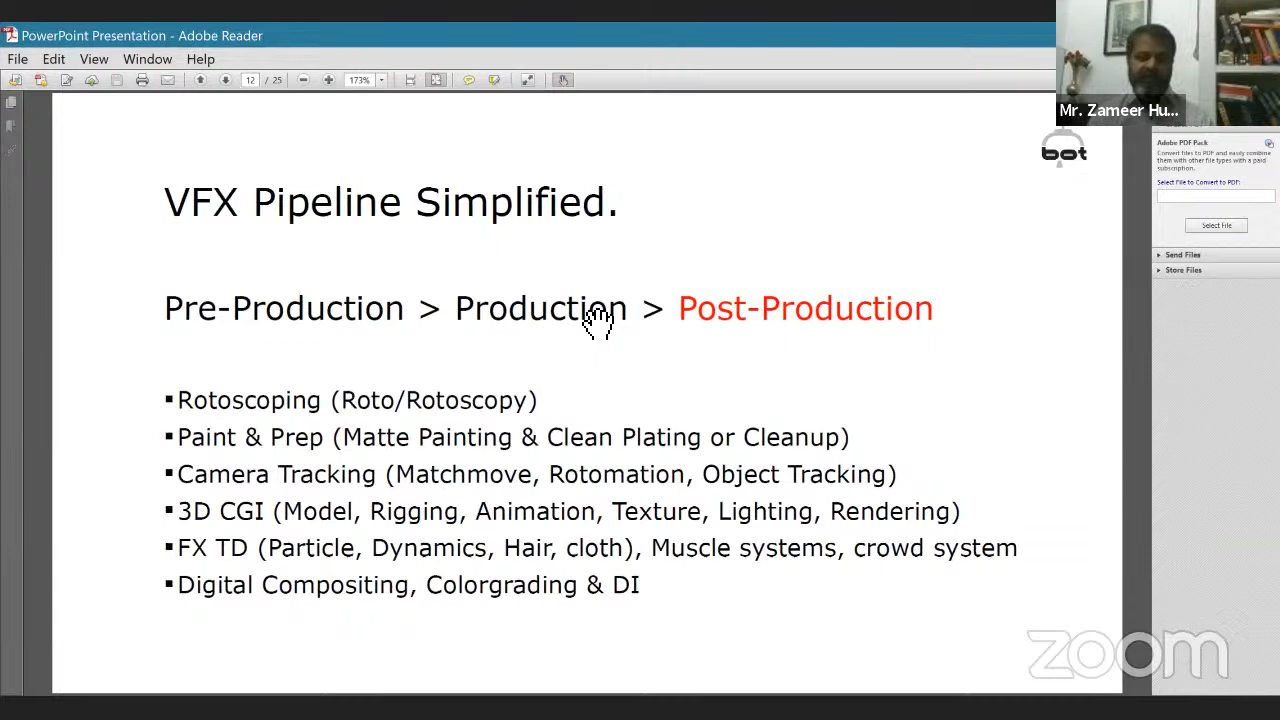 PowerPoint Presentation - Adobe Reader
File Edit View Window Help
12 / 25 173%
Mr. Zameer Hu...
bot
Adobe PDF Pack
Convert files to PDF and easily combine
them with other file types with a paid
subscription.
Select File to Convert to PDF:
Select File
Send Files
Store Files
VFX Pipeline Simplified.
Pre-Production > Production > Post-Production
▪Rotoscoping (Roto/Rotoscopy)
▪Paint & Prep (Matte Painting & Clean Plating or Cleanup)
▪Camera Tracking (Matchmove, Rotomation, Object Tracking)
▪3D CGI (Model, Rigging, Animation, Texture, Lighting, Rendering)
▪FX TD (Particle, Dynamics, Hair, cloth), Muscle systems, crowd system
▪Digital Compositing, Colorgrading & DI
zoom